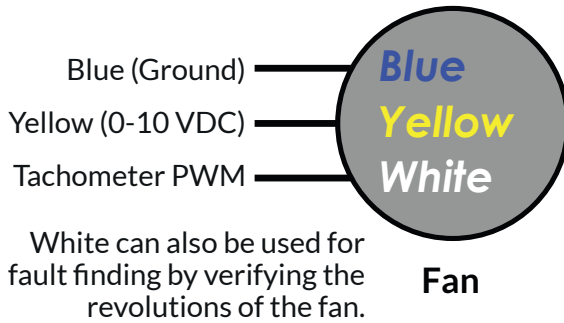 Blue (Ground)
Blue
Yellow (0-10 VDC)
Yellow
Tachometer PWM
White
White can also be used for
fault finding by verifying the
revolutions of the fan.
Fan